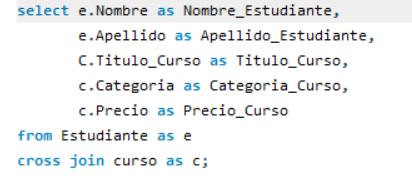 select e.Nombre as Nombre_Estudiante,
e.Apellido as Apellido_Estudiante,
C.Titulo_Curso as Titulo_Curso,
c.Categoria as Categoria_Curso,
c.Precio as Precio_Curso
from Estudiante as e
cross join curso as c;